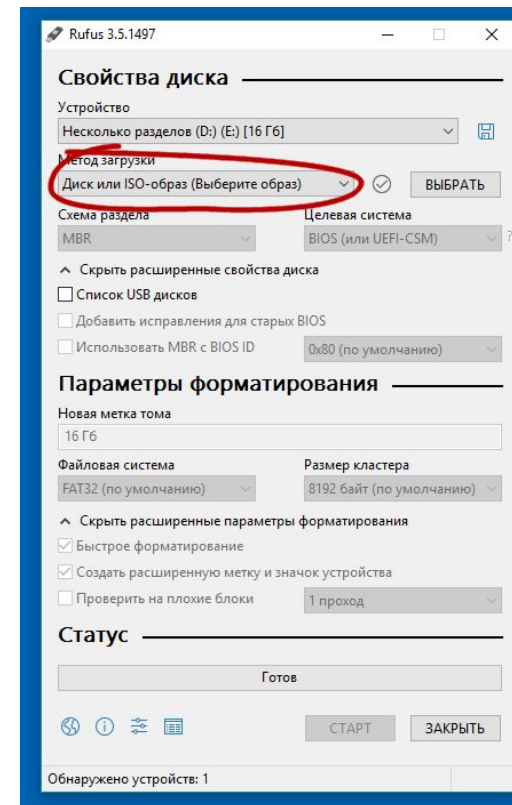 Rufus 3.5.1497
Свойства диска
Устройство
Несколько разделов (D:) (E:) [16 Гб]
Метод загрузки
Диск или ISO-образ (Выберите образ)
ВЫБРАТЬ
Схема раздела
Целевая система
MBR
BIOS (или UEFI-CSM)
?
Скрыть расширенные свойства диска
Список USB дисков
Добавить исправления для старых BIOS
Использовать MBR с BIOS ID
0x80 (по умолчанию)
Параметры форматирования
Новая метка тома
16 Гб
Файловая система
Размер кластера
FAT32 (по умолчанию)
8192 байт (по умолчанию)
Скрыть расширенные параметры форматирования
Быстрое форматирование
Создать расширенную метку и значок устройства
Проверить на плохие блоки
1 проход
Статус
Готов
СТАРТ
ЗАКРЫТЬ
Обнаружено устройств: 1